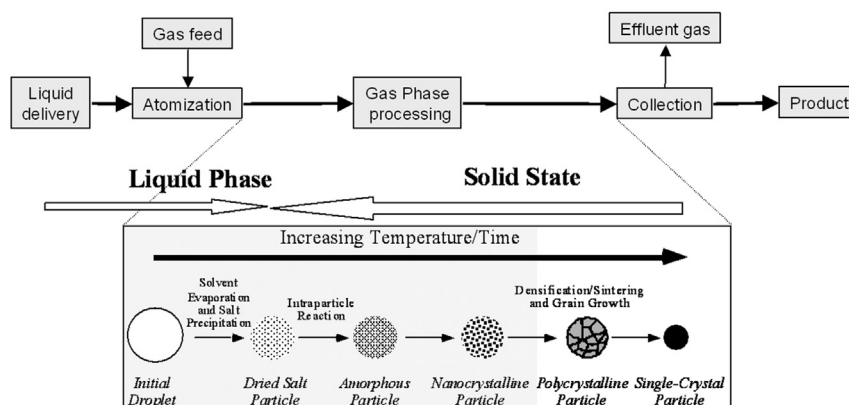 Gas feed
Effluent gas
Liquid
delivery
Atomization
Gas Phase
processing
Collection
Product
Liquid Phase
Solid State
Increasing Temperature/Time
Solvent
Evaporation
and Salt
Precipitation
Intraparticle
Reaction
Densification/Sintering
and Grain Growth
Initial
Droplet
Dried Salt
Particle
Amorphous
Particle
Nanocrystalline
Particle
Polycrystalline
Particle
Single-Crystal
Particle